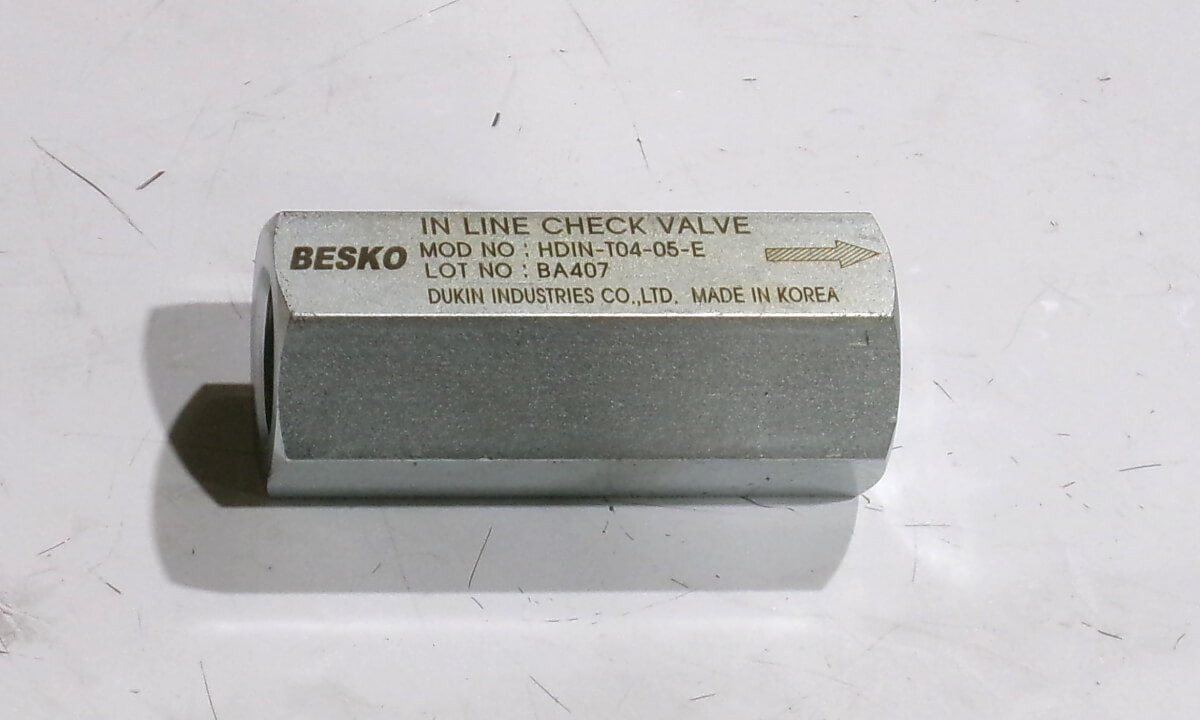 IN LINE CHECK VALVE
BESKO
MOD NO : HDIN-T04-05-E
LOT NO : BA407
DUKIN INDUSTRIES CO.,LTD. MADE IN KOREA